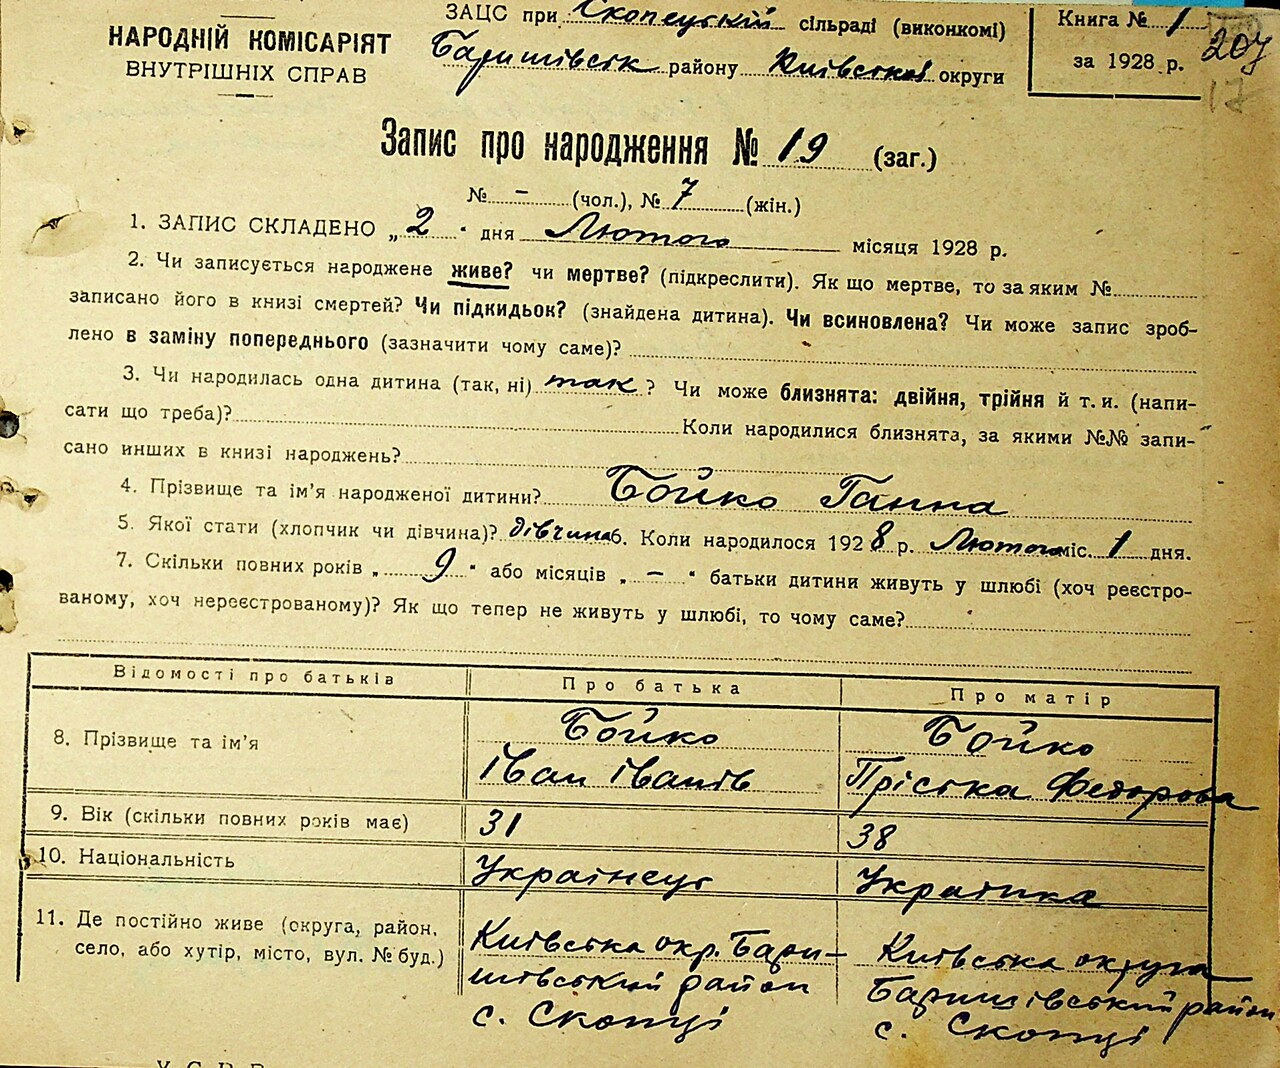 НАРОДНІЙ КОМІСАРІЯТ
ВНУТРІШНІХ СПРАВ
ЗАЦС при Скопецькій сільраді (виконкомі)
Баришівськ району Київської округи
Книга № 1
за 1928 р.
207
17
Запис про народження № 19 (заг.)
№ – (чол.), № 7 (жін.)
1. ЗАПИС СКЛАДЕНО „2" дня Лютого місяця 1928 р.
2. Чи записується народжене живе? чи мертве? (підкреслити). Як що мертве, то за яким №
записано його в книзі смертей? Чи підкидьок? (знайдена дитина). Чи всиновлена? Чи може запис зроб-
лено в заміну попереднього (зазначити чому саме)?
3. Чи народилась одна дитина (так, ні) так? Чи може близнята: двійня, трійня й т. и. (напи-
сати що треба)? Коли народилися близнята, за якими №№ запи-
сано инших в книзі народжень?
4. Прізвище та ім'я народженої дитини? Бойко Ганна
5. Якої стати (хлопчик чи дівчина)? дівчина 6. Коли народилося 1928 р. Лютого міс. 1 дня.
7. Скільки повних років „9" або місяців „–" батьки дитини живуть у шлюбі (хоч реєстро-
ваному, хоч нереєстрованому)? Як що тепер не живуть у шлюбі, то чому саме?
Відомості про батьків Про батька Про матір
8. Прізвище та ім'я Бойко Бойко
Іван Іванів Прістка Федорова
9. Вік (скільки повних років має) 31 38
10. Національність Українець Українка
11. Де постійно живе (округа, район,
село, або хутір, місто, вул. № буд.)
Київська окр. Бари-
шівський район
с. Скопці
Київська округа
Баришівський район
с. Скопці
У.С.Р.Р.